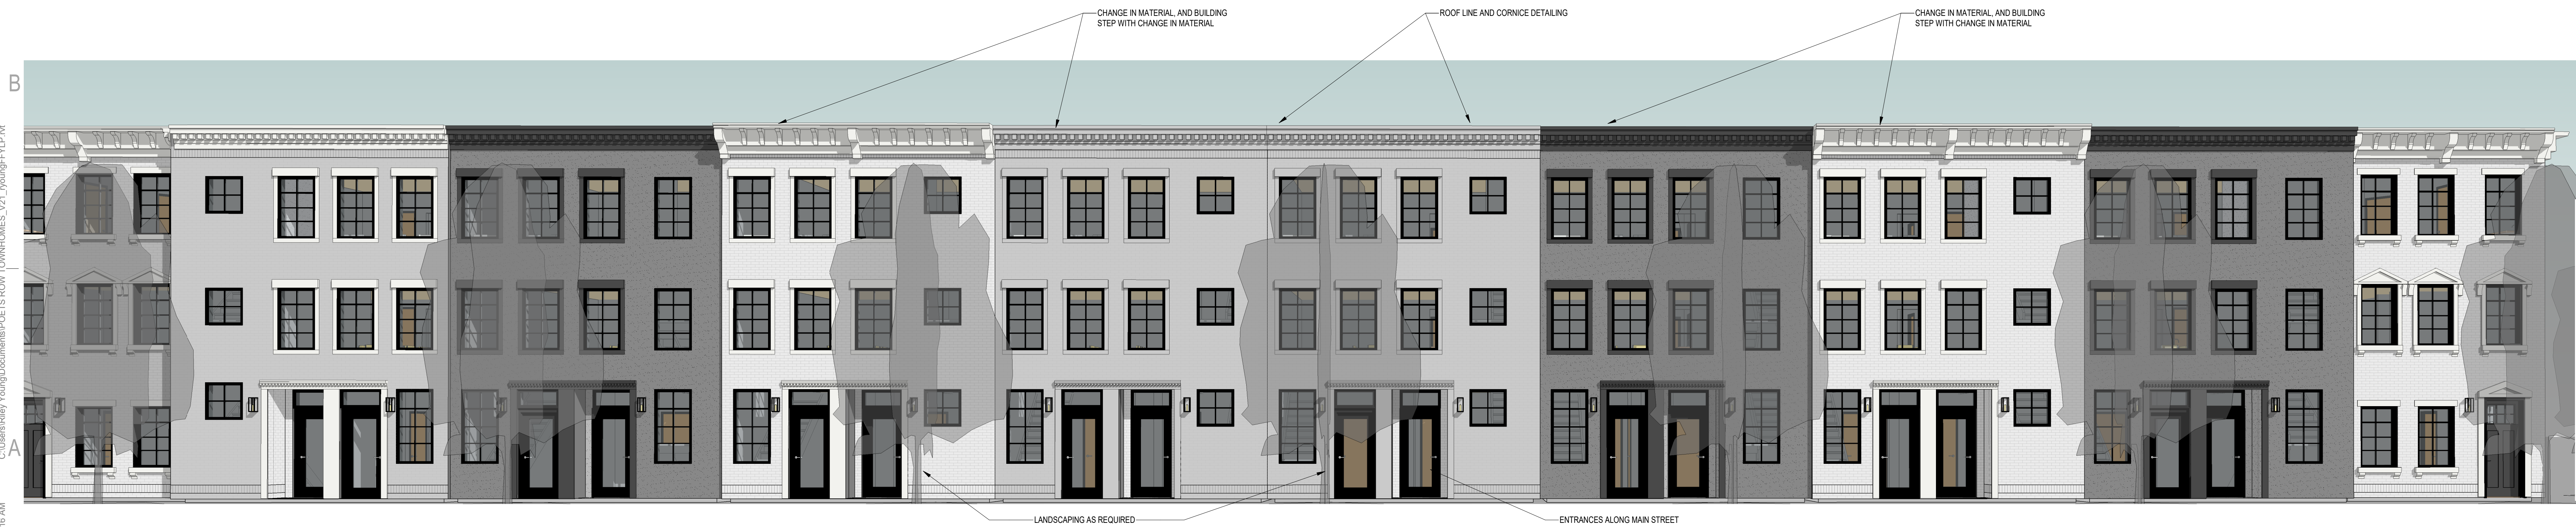 CHANGE IN MATERIAL, AND BUILDING
STEP WITH CHANGE IN MATERIAL
ROOF LINE AND CORNICE DETAILING
CHANGE IN MATERIAL, AND BUILDING
STEP WITH CHANGE IN MATERIAL
B
A
LANDSCAPING AS REQUIRED
ENTRANCES ALONG MAIN STREET